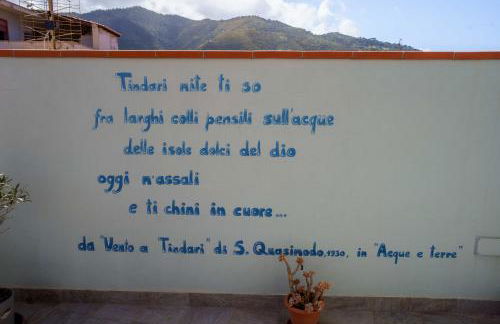 Tindari mite ti so
fra larghi colli pensili sull'acque
delle isole dolci del dio
oggi m'assali
e ti chini in cuore...
da "Vento a Tindari" di S. Quasimodo, 1930, in "Acque e terre"